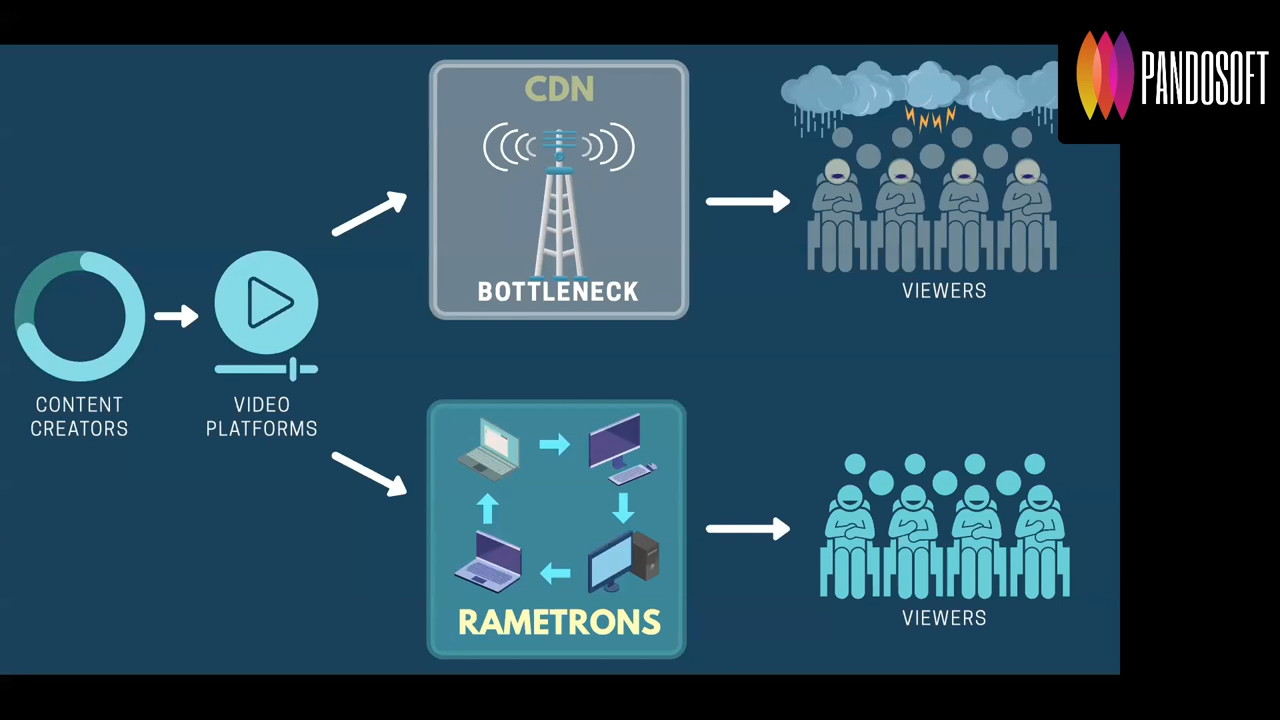 PANDOSOFT
CDN
BOTTLENECK
VIEWERS
CONTENT
CREATORS
VIDEO
PLATFORMS
RAMETRONS
VIEWERS